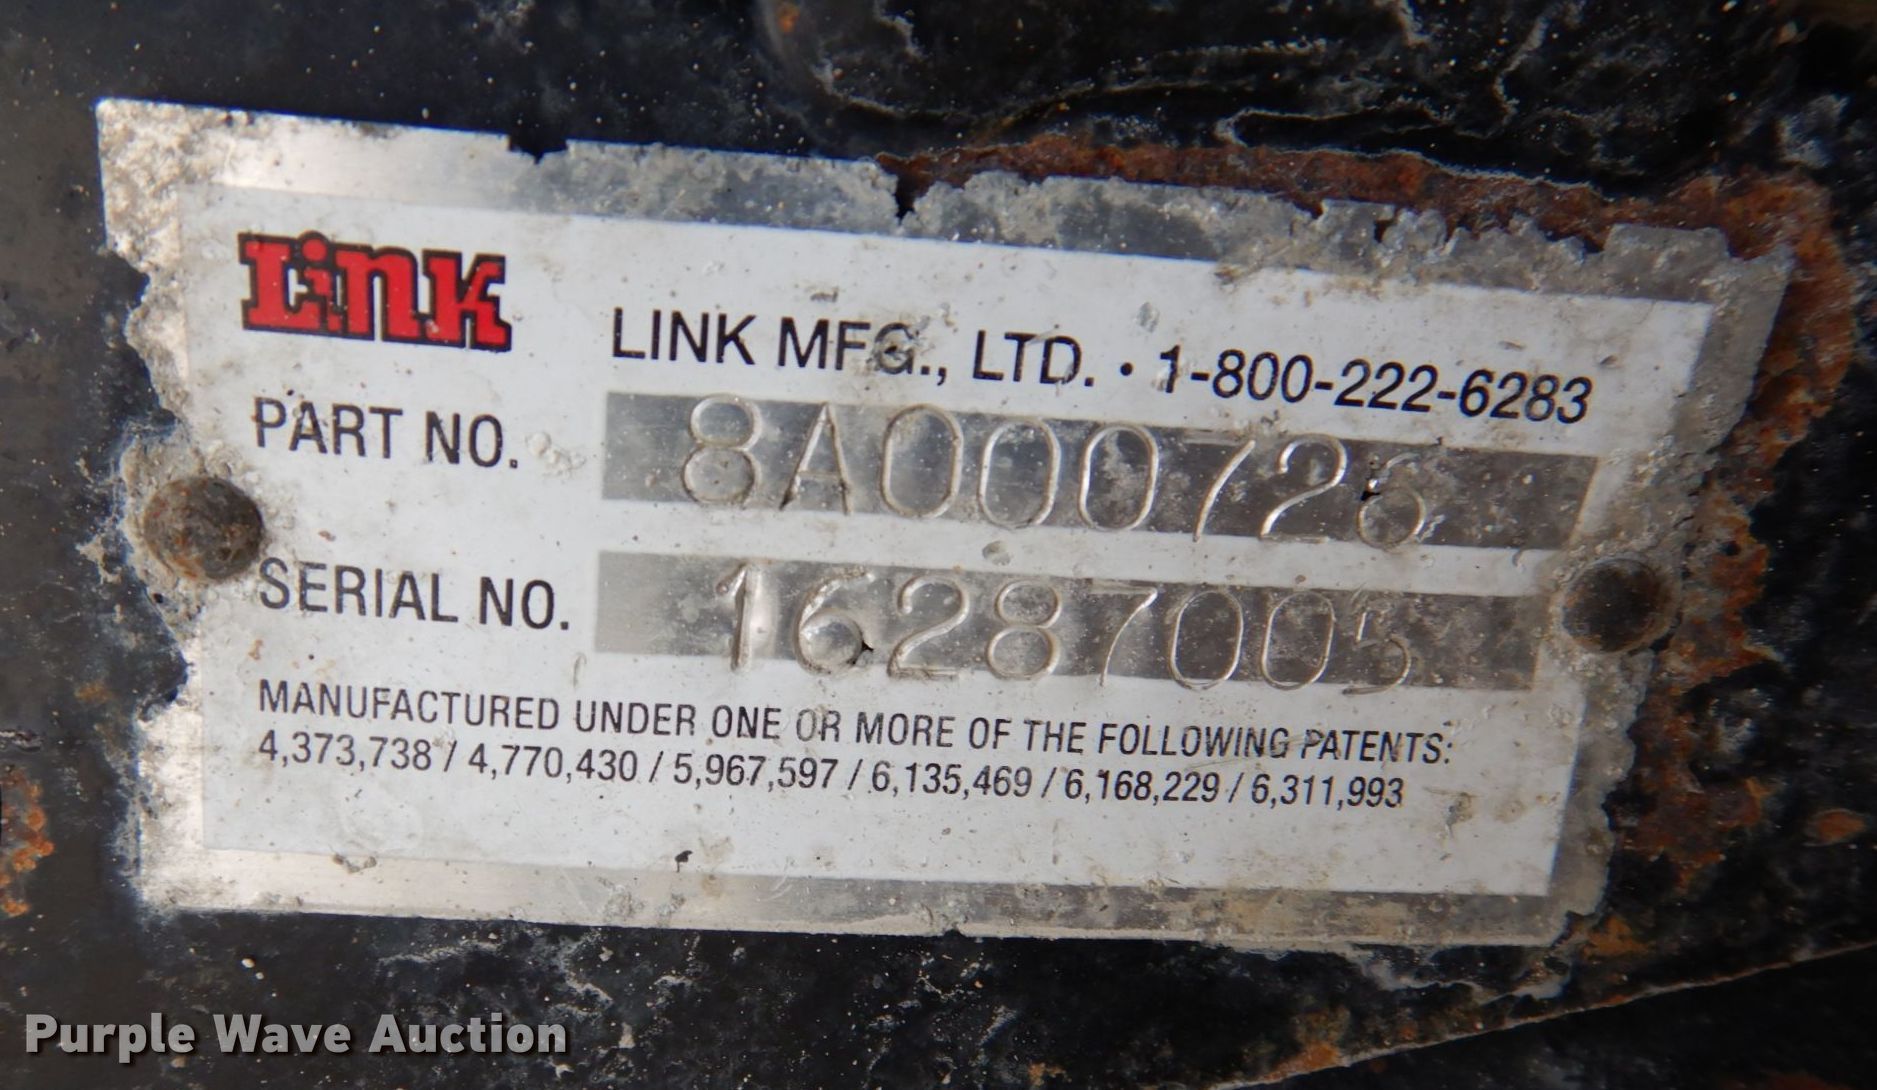 Link
LINK MFG., LTD. • 1-800-222-6283
PART NO. 8A000726
SERIAL NO. 16287005
MANUFACTURED UNDER ONE OR MORE OF THE FOLLOWING PATENTS:
4,373,738 / 4,770,430 / 5,967,597 / 6,135,469 / 6,168,229 / 6,311,993
Purple Wave Auction